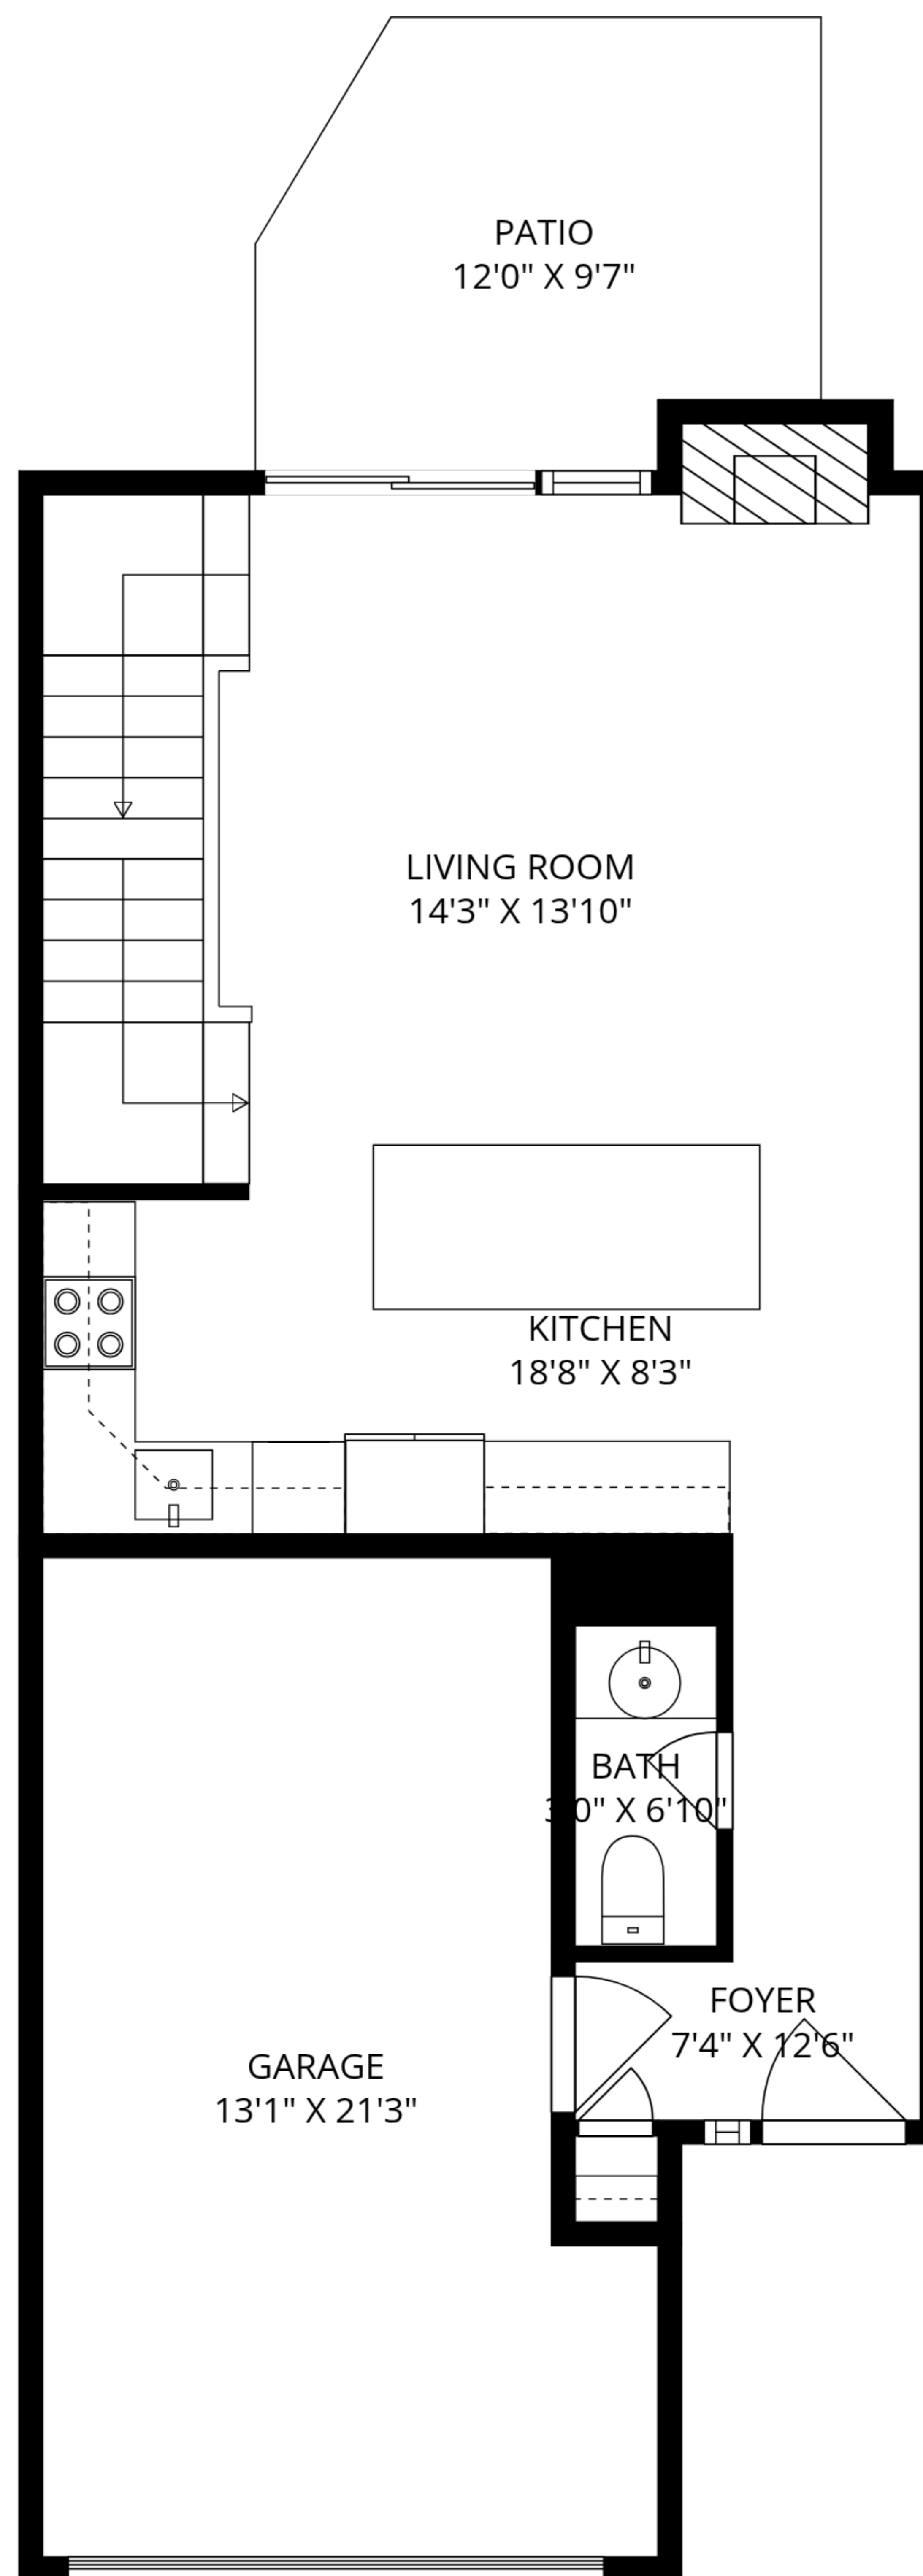 PATIO
12'0" X 9'7"
LIVING ROOM
14'3" X 13'10"
KITCHEN
18'8" X 8'3"
BATH
3'0" X 6'10"
FOYER
7'4" X 12'6"
GARAGE
13'1" X 21'3"